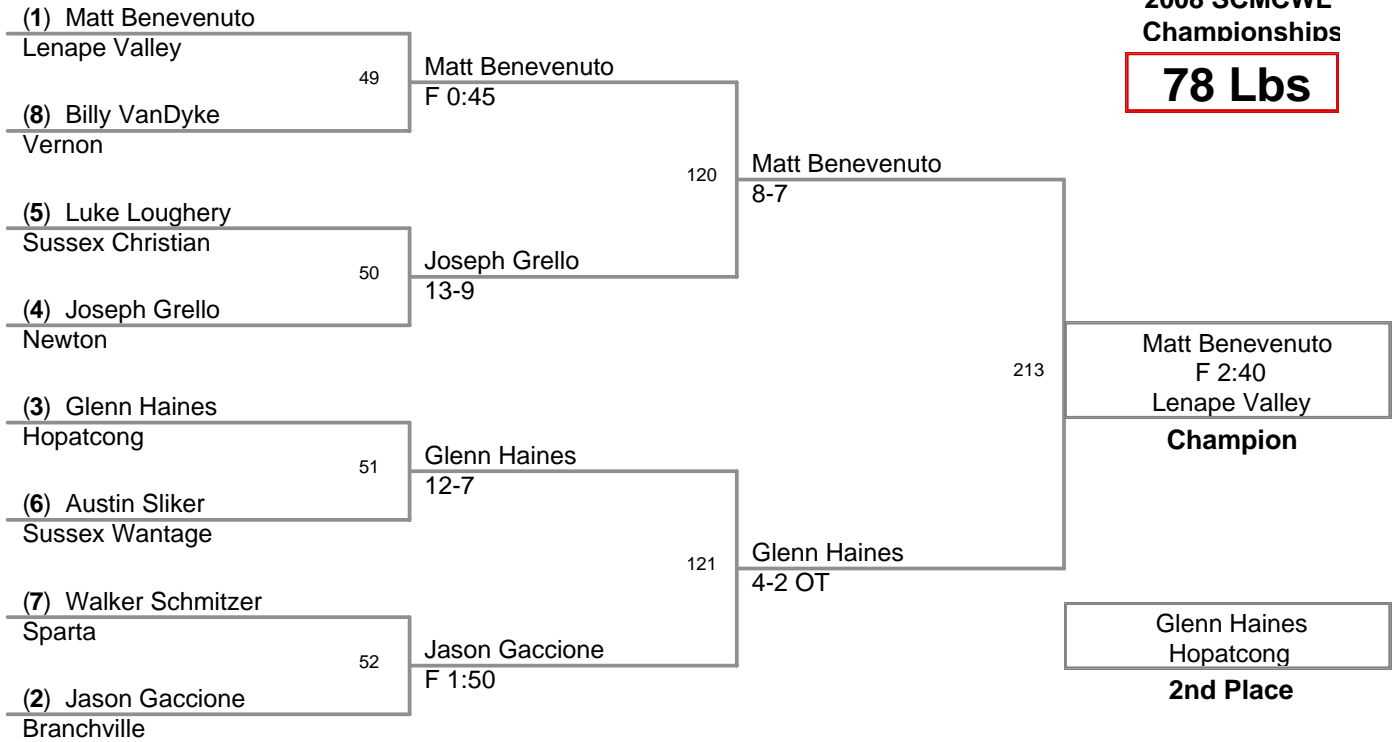 2008 SCMCWL
Championships
78 Lbs
(1) Matt Benevenuto
Lenape Valley
49
(8) Billy VanDyke
Vernon
(5) Luke Loughery
Sussex Christian
50
(4) Joseph Grello
Newton
(3) Glenn Haines
Hopatcong
51
(6) Austin Sliker
Sussex Wantage
(7) Walker Schmitzer
Sparta
52
(2) Jason Gaccione
Branchville
Matt Benevenuto
F 0:45
120
Joseph Grello
13-9
Glenn Haines
12-7
121
Jason Gaccione
F 1:50
Matt Benevenuto
8-7
213
Glenn Haines
4-2 OT
Matt Benevenuto
F 2:40
Lenape Valley
Champion
Glenn Haines
Hopatcong
2nd Place